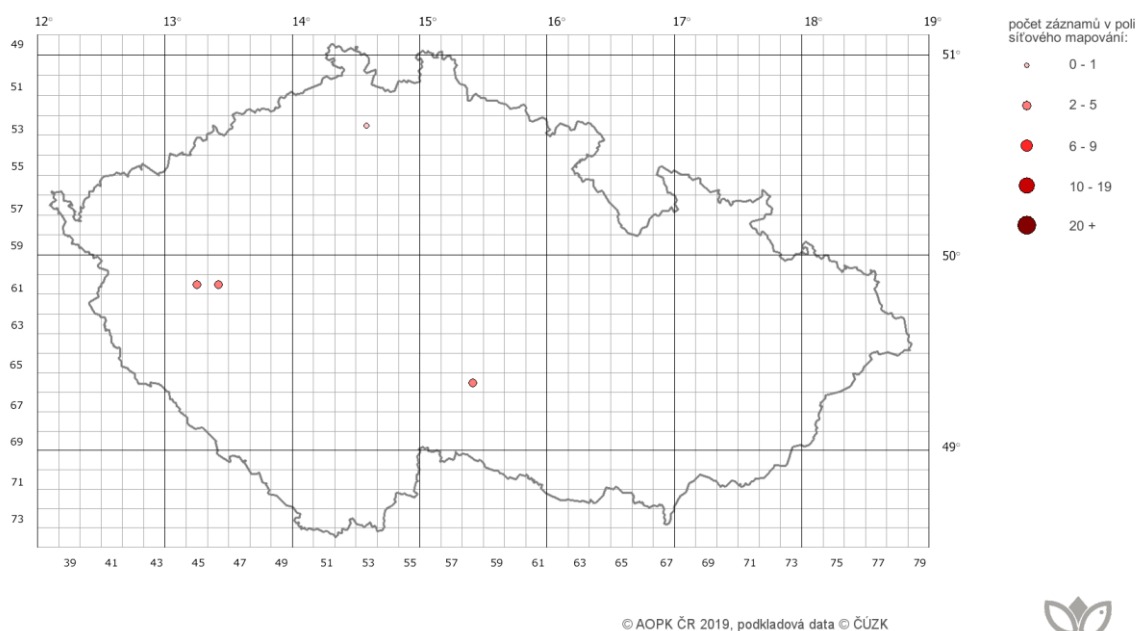 12° 13° 14° 15° 16° 17° 18° 19°
počet záznamů v poli
síťového mapování:
49
51°
0 - 1
51
2 - 5
53
6 - 9
55
10 - 19
57
20 +
59
50°
61
63
65
67
69
49°
71
73
39 41 43 45 47 49 51 53 55 57 59 61 63 65 67 69 71 73 75 77 79
© AOPK ČR 2019, podkladová data © ČÚZK